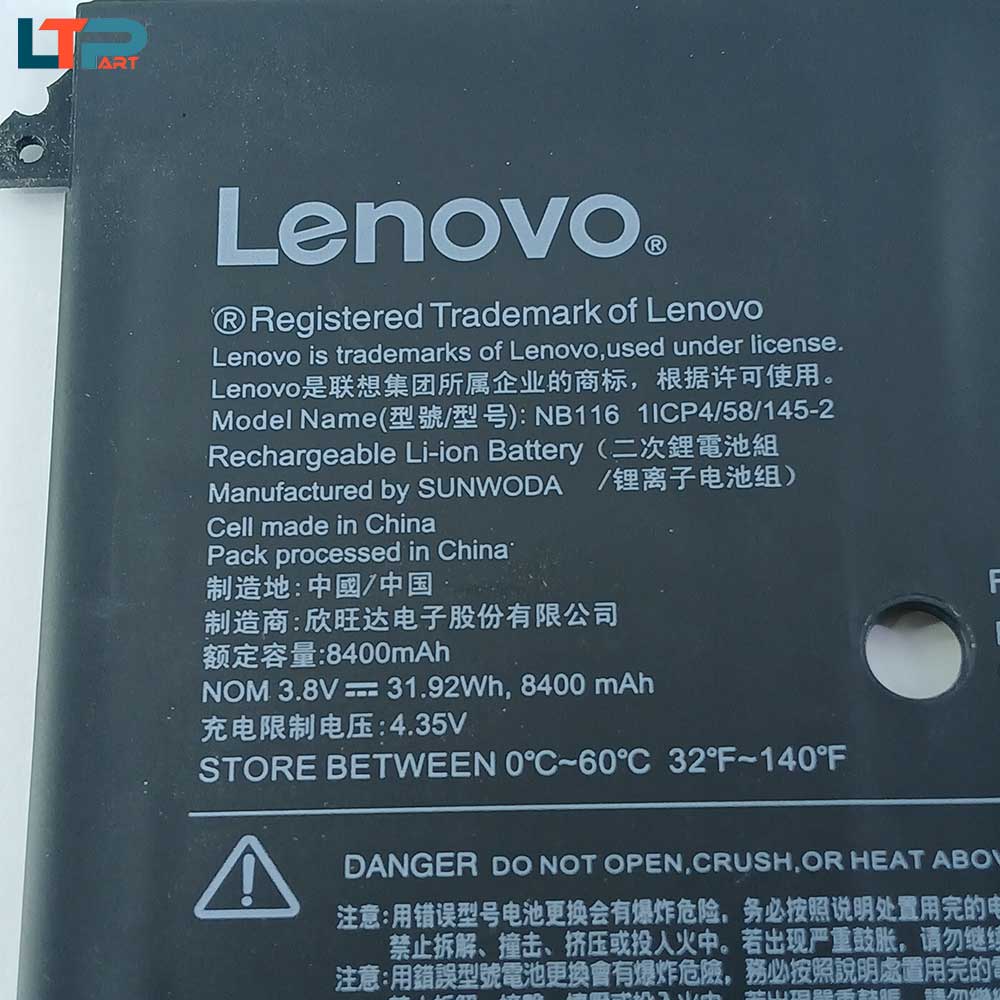 LTPART
Lenovo®
®Registered Trademark of Lenovo
Lenovo is trademarks of Lenovo,used under license.
Lenovo是联想集团所属企业的商标，根据许可使用。
Model Name(型號/型号): NB116 1ICP4/58/145-2
Rechargeable Li-ion Battery（二次鋰電池組
Manufactured by SUNWODA /锂离子电池组）
Cell made in China
Pack processed in China
制造地:中國/中国
制造商:欣旺达电子股份有限公司
额定容量:8400mAh
NOM 3.8V⎓31.92Wh, 8400 mAh
充电限制电压:4.35V
STORE BETWEEN 0℃~60℃ 32℉~140℉
DANGER DO NOT OPEN,CRUSH,OR HEAT ABOV
注意:用错误型号电池更换会有爆炸危险，务必按照说明处置用完的电
禁止拆解、撞击、挤压或投入火中。若出现严重鼓胀，请勿继续
注意:用錯誤型號電池更換會有爆炸危險，務必按照說明處置用完的電